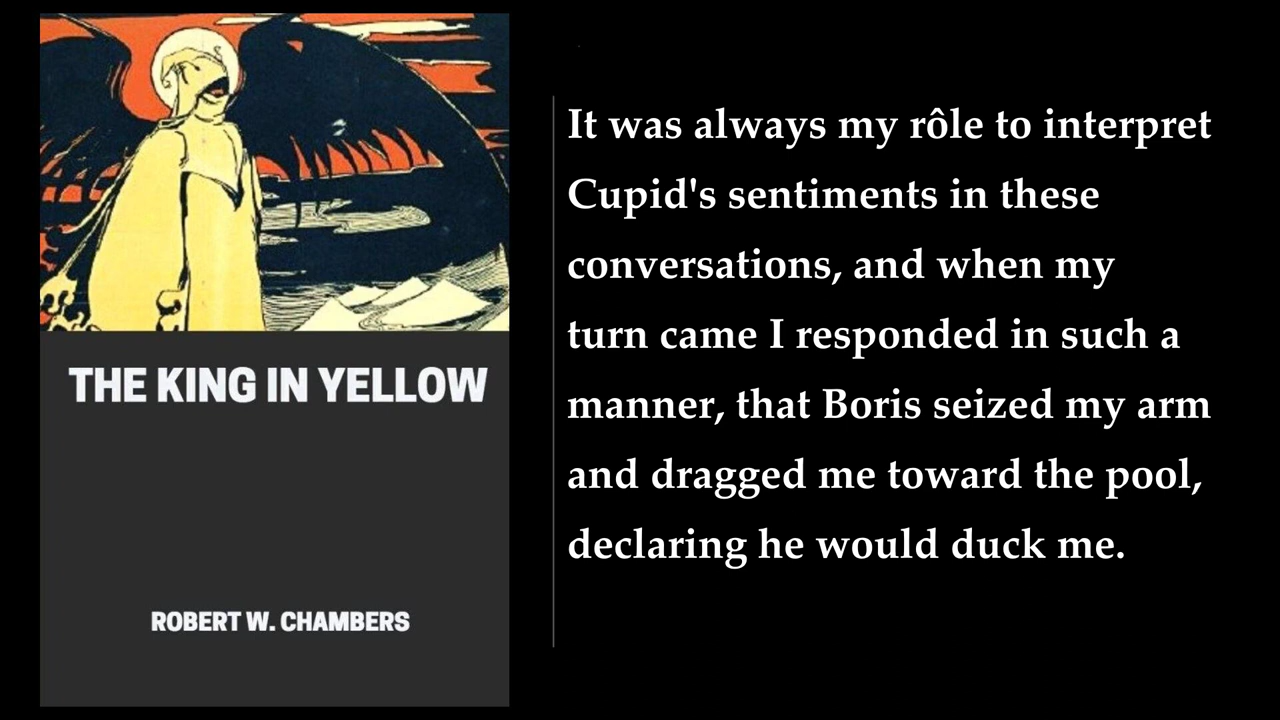 THE KING IN YELLOW
ROBERT W. CHAMBERS
It was always my rôle to interpret
Cupid's sentiments in these
conversations, and when my
turn came I responded in such a
manner, that Boris seized my arm
and dragged me toward the pool,
declaring he would duck me.